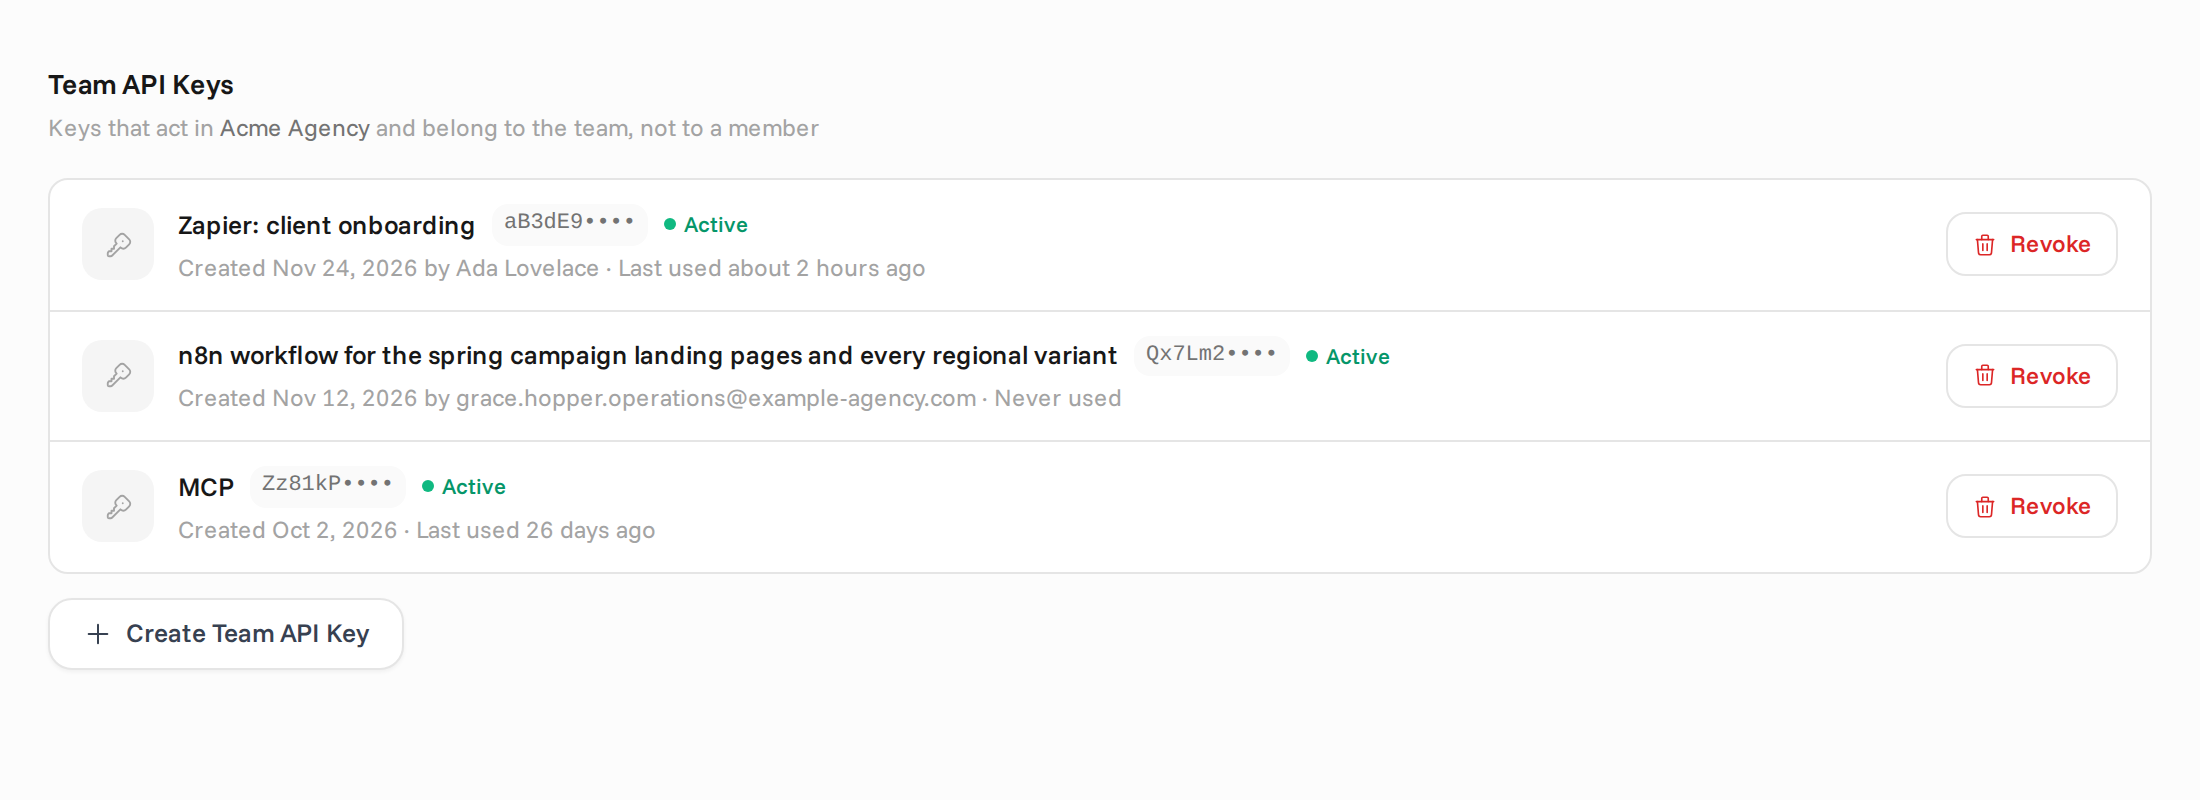 Team API Keys
Keys that act in Acme Agency and belong to the team, not to a member
Zapier: client onboarding aB3dE9•••• Active
Created Nov 24, 2026 by Ada Lovelace · Last used about 2 hours ago
Revoke
n8n workflow for the spring campaign landing pages and every regional variant Qx7Lm2•••• Active
Created Nov 12, 2026 by grace.hopper.operations@example-agency.com · Never used
Revoke
MCP Zz81kP•••• Active
Created Oct 2, 2026 · Last used 26 days ago
Revoke
Create Team API Key